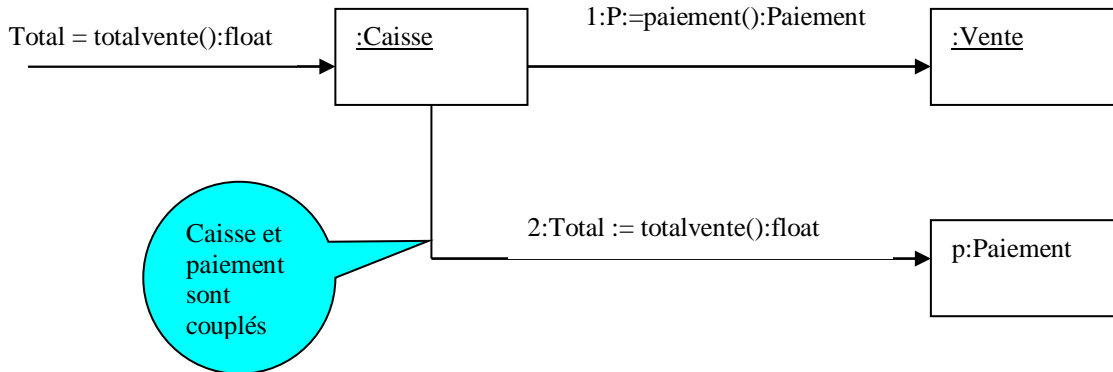 1:P:=paiement():Paiement
Total = totalvente():float
:Caisse
:Vente
Caisse et
paiement
sont
couplés
2:Total := totalvente():float
p:Paiement